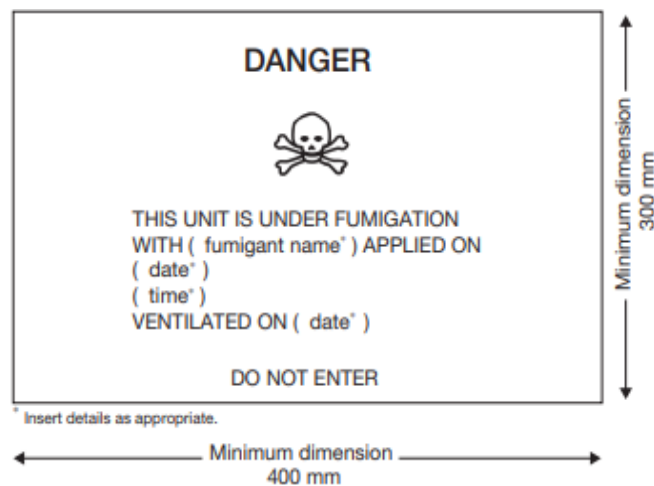 DANGER
THIS UNIT IS UNDER FUMIGATION
WITH ( fumigant name* ) APPLIED ON
( date* )
( time* )
VENTILATED ON ( date* )
DO NOT ENTER
* Insert details as appropriate.
Minimum dimension
400 mm
Minimum dimension
300 mm